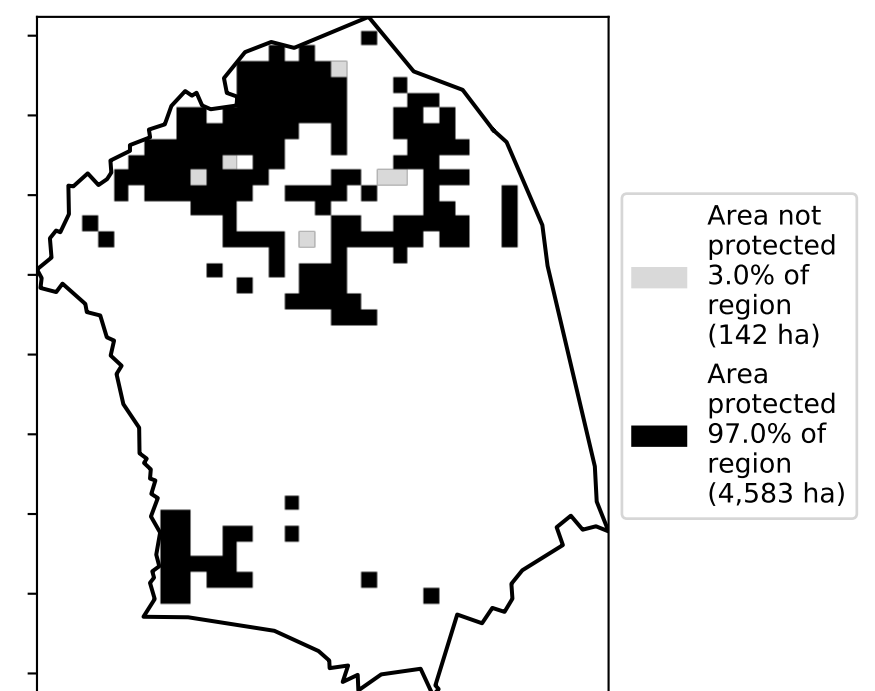 Area not
protected
3.0% of
region
(142 ha)
Area
protected
97.0% of
region
(4,583 ha)